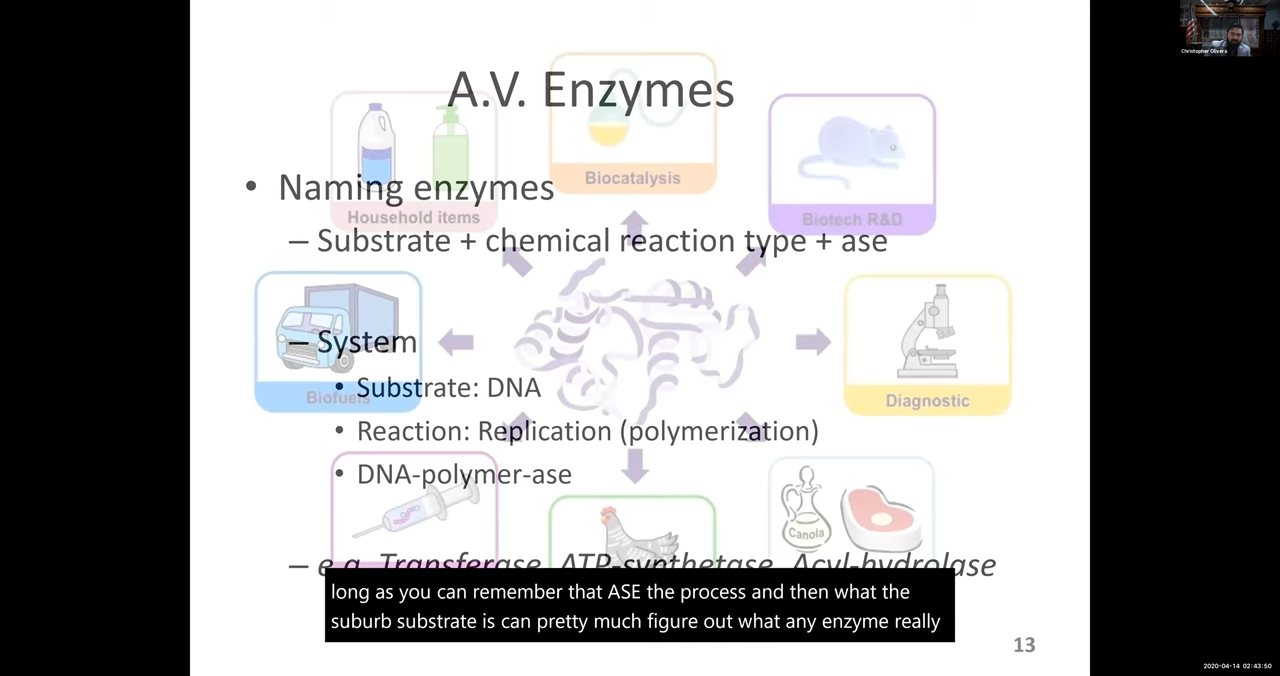 Christopher Olivera
A.V. Enzymes
Biocatalysis
• Naming enzymes
Household items
Biotech R&D
– Substrate + chemical reaction type + ase
– System
• Substrate: DNA
Biofuels
Diagnostic
• Reaction: Replication (polymerization)
• DNA-polymer-ase
Canola
– e.g. Transferase, ATP-synthetase, Acyl-hydrolase
long as you can remember that ASE the process and then what the
suburb substrate is can pretty much figure out what any enzyme really
13
2020-04-14 02:43:50